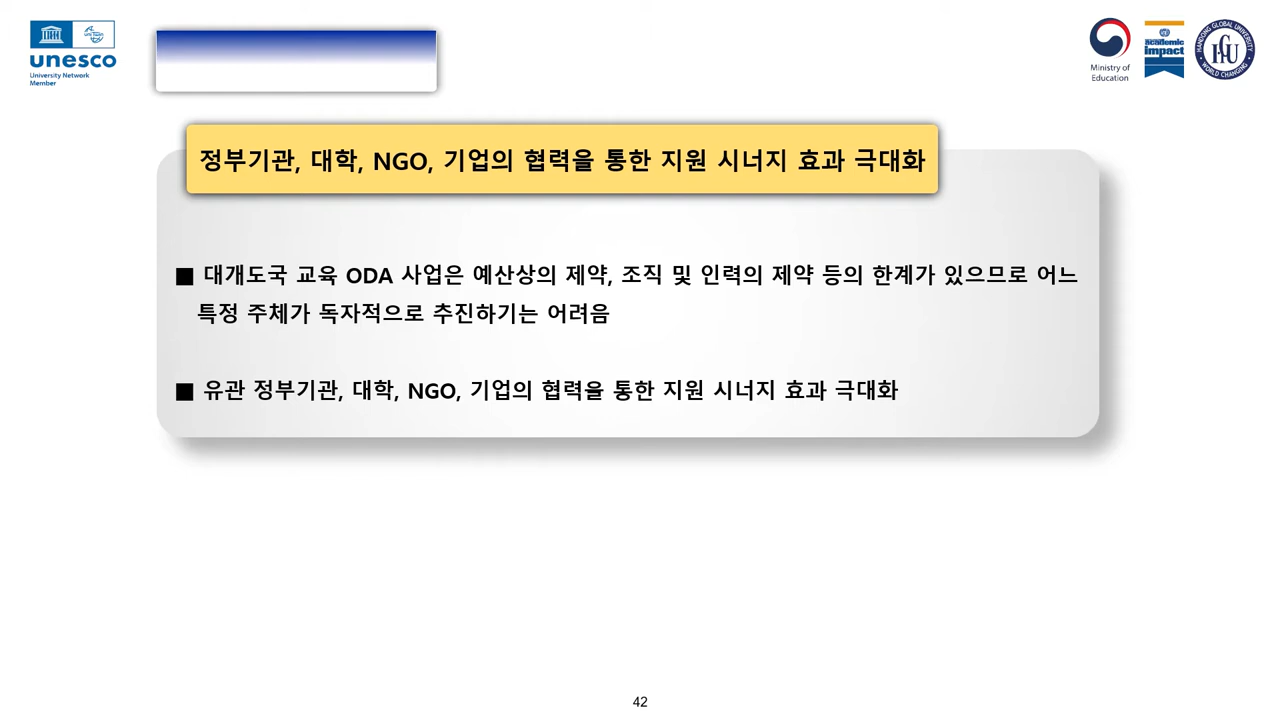 unesco
University Network
Member
Ministry of
Education
academic
impact
HANDONG GLOBAL UNIVERSITY
WORLD CHANGING
정부기관, 대학, NGO, 기업의 협력을 통한 지원 시너지 효과 극대화
■ 대개도국 교육 ODA 사업은 예산상의 제약, 조직 및 인력의 제약 등의 한계가 있으므로 어느
특정 주체가 독자적으로 추진하기는 어려음
■ 유관 정부기관, 대학, NGO, 기업의 협력을 통한 지원 시너지 효과 극대화
42